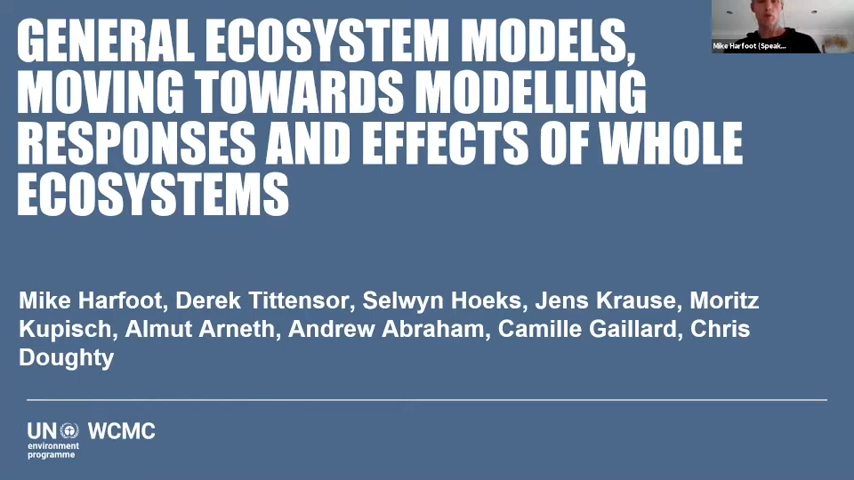 GENERAL ECOSYSTEM MODELS,
MOVING TOWARDS MODELLING
RESPONSES AND EFFECTS OF WHOLE
ECOSYSTEMS
Mike Harfoot (Speak...
Mike Harfoot, Derek Tittensor, Selwyn Hoeks, Jens Krause, Moritz
Kupisch, Almut Arneth, Andrew Abraham, Camille Gaillard, Chris
Doughty
UN WCMC
environment
programme